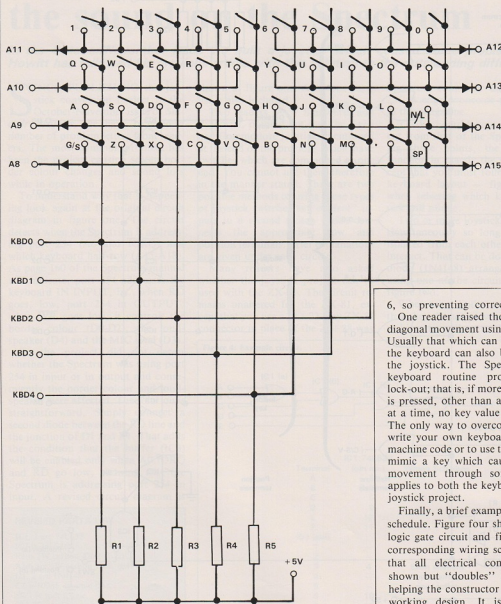 1 2 3 4 5 6 7 8 9 0
A11 A12
Q W E R T Y U I O P
A10 A13
A S D F G H J K L N/L
A9 A14
G/S Z X C V B N M . SP
A8 A15
KBD0
KBD1
KBD2
KBD3
KBD4
R1 R2 R3 R4 R5
+5V
6, so preventing correc
One reader raised the
diagonal movement usin
Usually that which can
the keyboard can also b
the joystick. The Spe
keyboard routine pro
lock-out; that is, if more
is pressed, other than a
at a time, no key value
The only way to overco
write your own keyboa
machine code or to use t
mimic a key which cau
movement through so
applies to both the keyb
joystick project.
Finally, a brief examp
schedule. Figure four sh
logic gate circuit and fi
corresponding wiring sc
that all electrical con
shown but "doubles"
helping the constructor
working design. It is